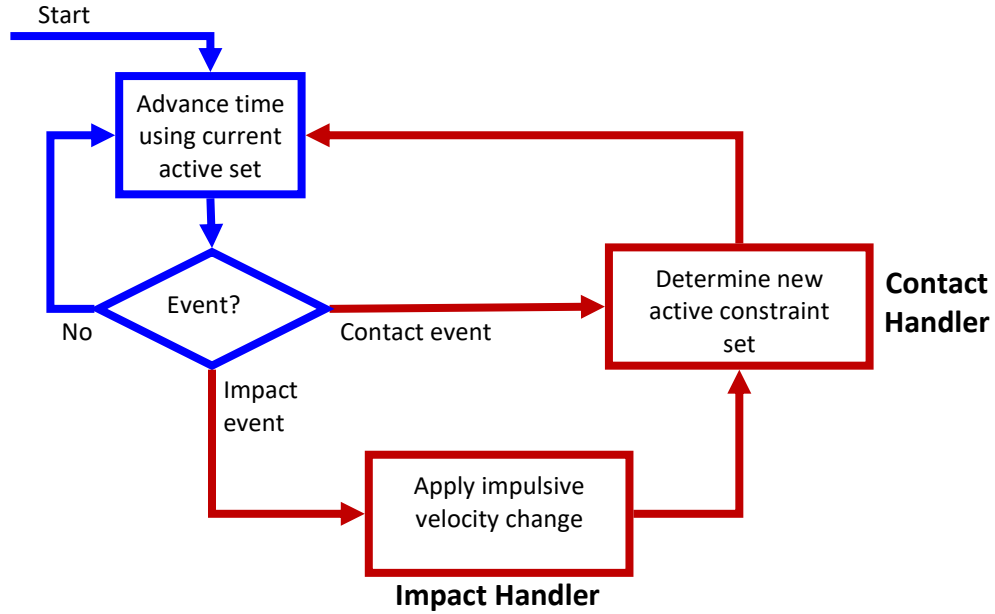 Start
Advance time
using current
active set
Event?
No
Contact event
Impact
event
Determine new
active constraint
set
Contact
Handler
Apply impulsive
velocity change
Impact Handler